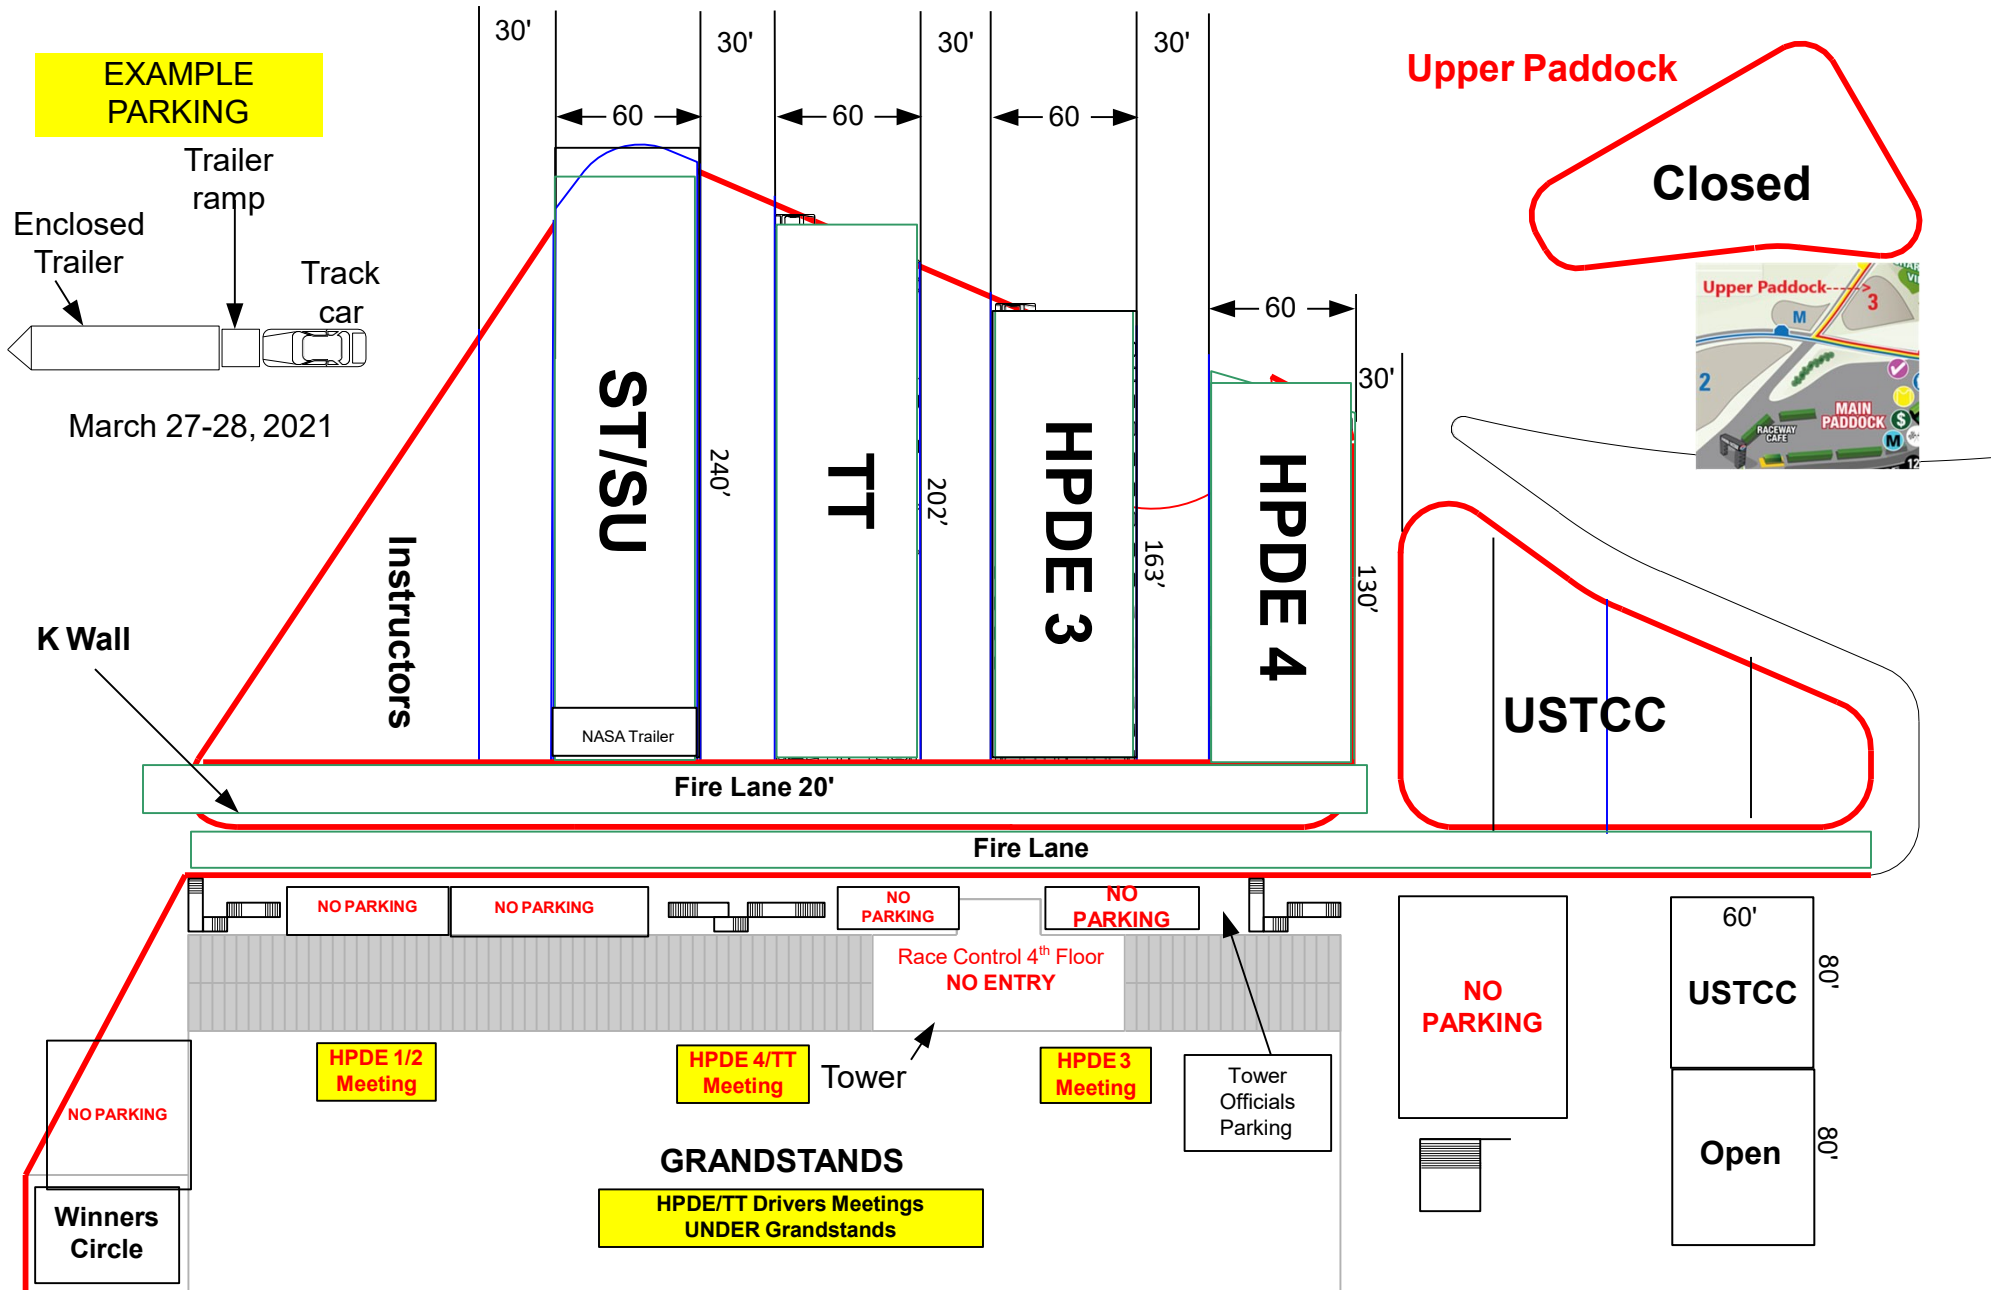 30'
30'
30'
30'
Upper Paddock
EXAMPLE
PARKING
60
60
60
Closed
Trailer
ramp
Enclosed
Trailer
Track
car
60
30'
Upper Paddock----->
3
M
2
MAIN
PADDOCK
RACEWAY
CAFE
$
M
12
March 27-28, 2021
ST/SU
240'
TT
202'
HPDE 3
163'
HPDE 4
130'
Instructors
K Wall
USTCC
NASA Trailer
Fire Lane 20'
Fire Lane
NO PARKING
NO PARKING
NO
PARKING
NO
PARKING
60'
80'
USTCC
Race Control 4th Floor
NO ENTRY
NO
PARKING
HPDE 1/2
Meeting
HPDE 4/TT
Meeting
Tower
HPDE 3
Meeting
Tower
Officials
Parking
NO PARKING
80'
Open
GRANDSTANDS
HPDE/TT Drivers Meetings
UNDER Grandstands
Winners
Circle